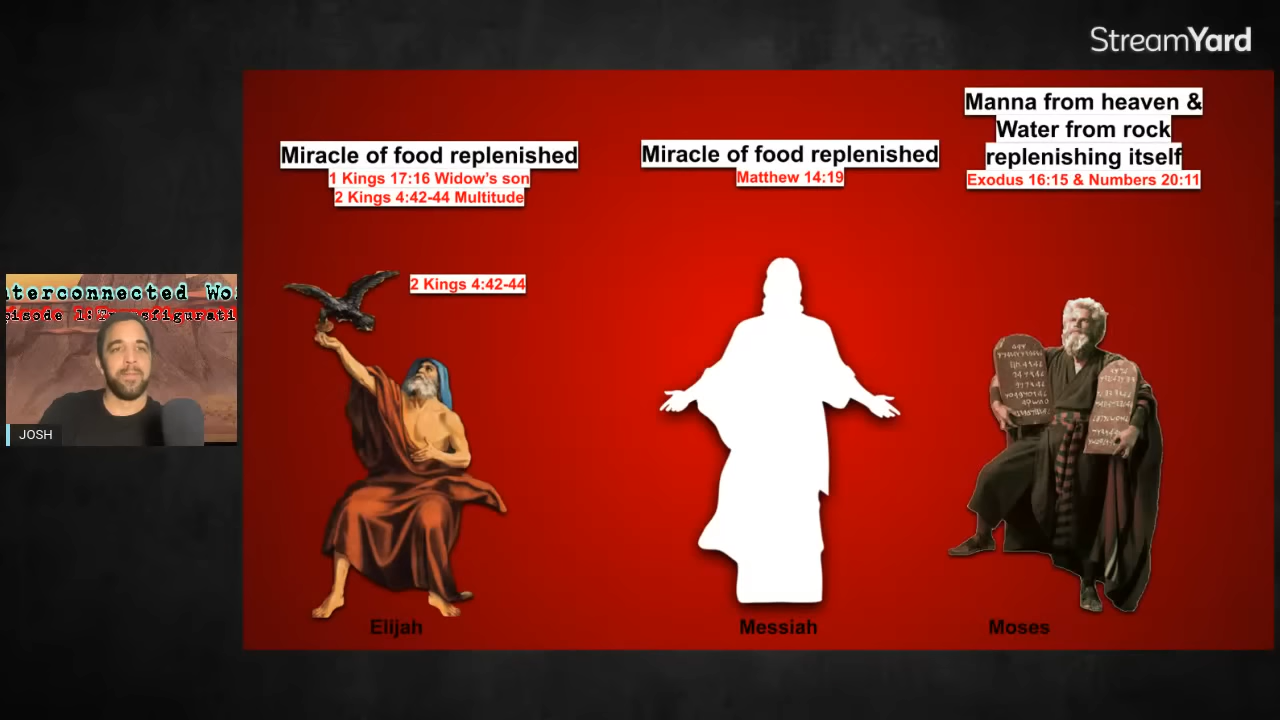 StreamYard
Miracle of food replenished
1 Kings 17:16 Widow's son
2 Kings 4:42-44 Multitude
2 Kings 4:42-44
Elijah
Miracle of food replenished
Matthew 14:19
Messiah
Manna from heaven &
Water from rock
replenishing itself
Exodus 16:15 & Numbers 20:11
Moses
nterconnected Wo
JOSH